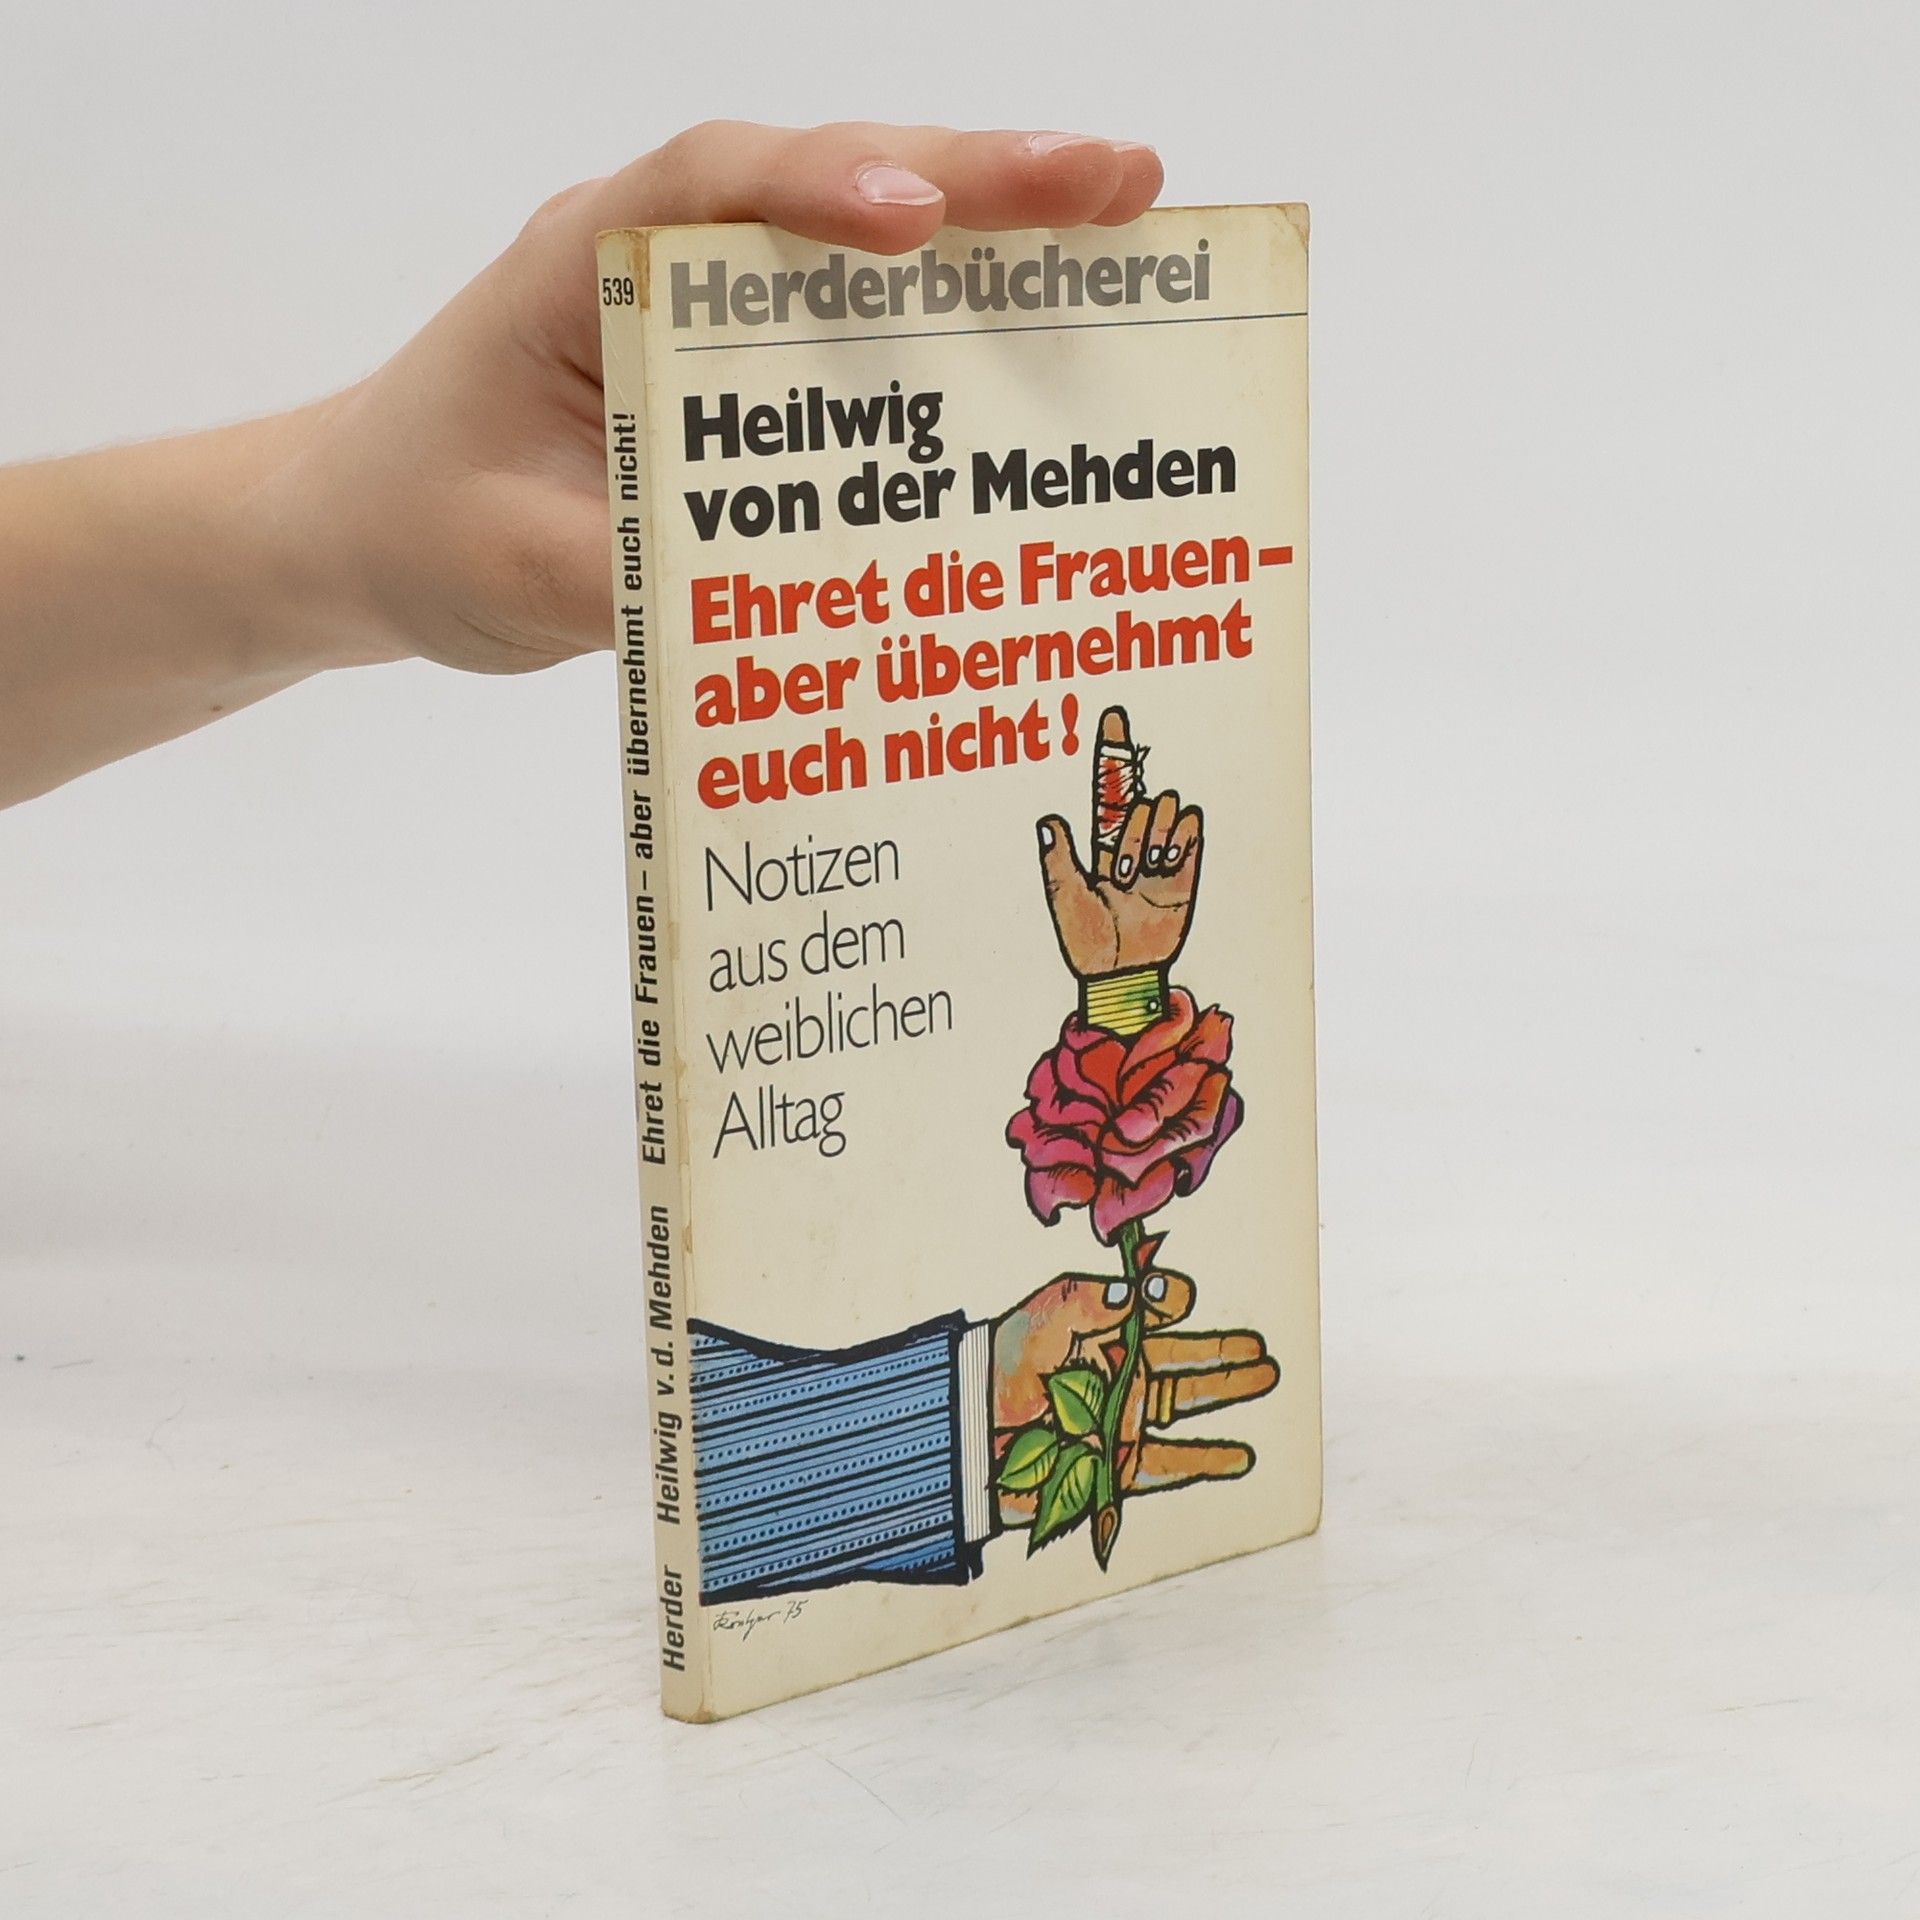 539
Herder Heilwig v. d. Mehden Ehret die Frauen – aber übernehmt euch nicht!
Herderbücherei
Heilwig
von der Mehden
Ehret die Frauen –
aber übernehmt
euch nicht!
Notizen
aus dem
weiblichen
Alltag
75